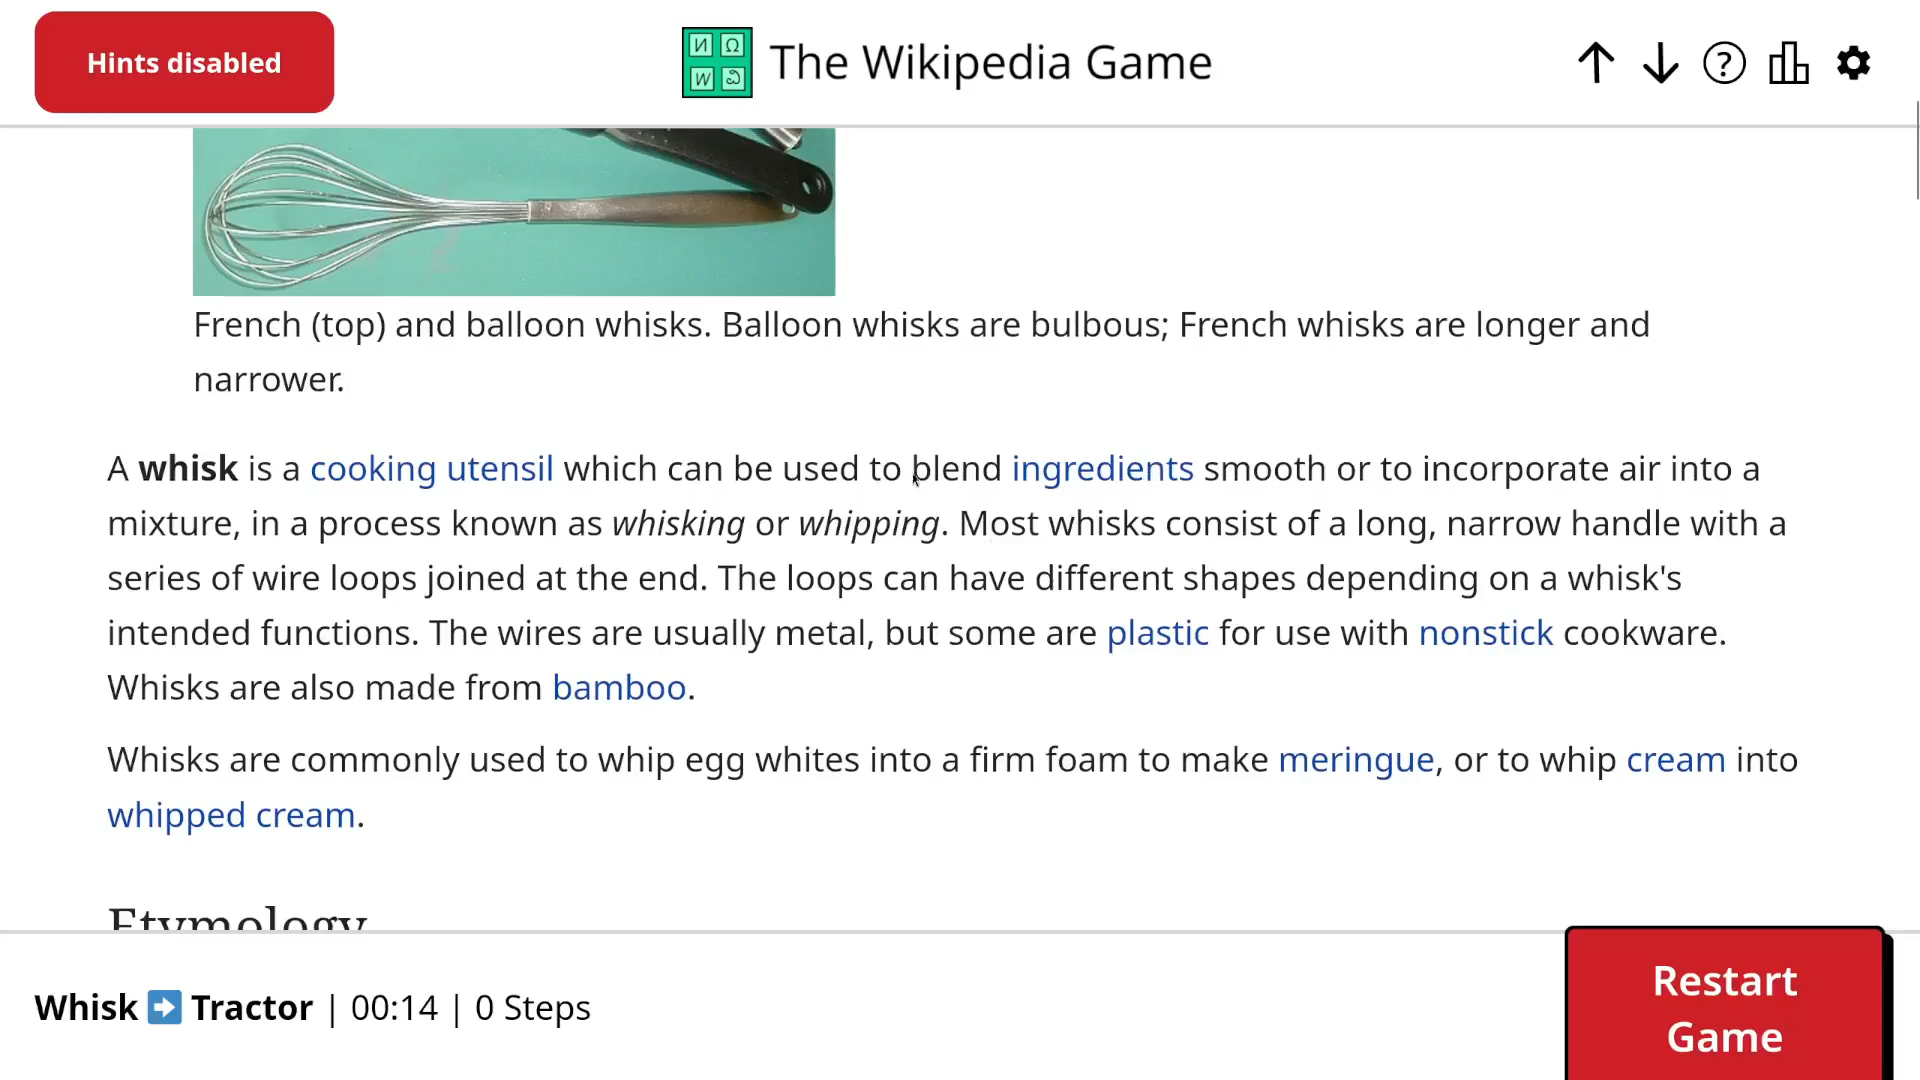 Hints disabled
The Wikipedia Game
French (top) and balloon whisks. Balloon whisks are bulbous; French whisks are longer and
narrower.
A whisk is a cooking utensil which can be used to blend ingredients smooth or to incorporate air into a
mixture, in a process known as whisking or whipping. Most whisks consist of a long, narrow handle with a
series of wire loops joined at the end. The loops can have different shapes depending on a whisk's
intended functions. The wires are usually metal, but some are plastic for use with nonstick cookware.
Whisks are also made from bamboo.
Whisks are commonly used to whip egg whites into a firm foam to make meringue, or to whip cream into
whipped cream.
Etymology
Whisk ➡️ Tractor | 00:14 | 0 Steps
Restart
Game